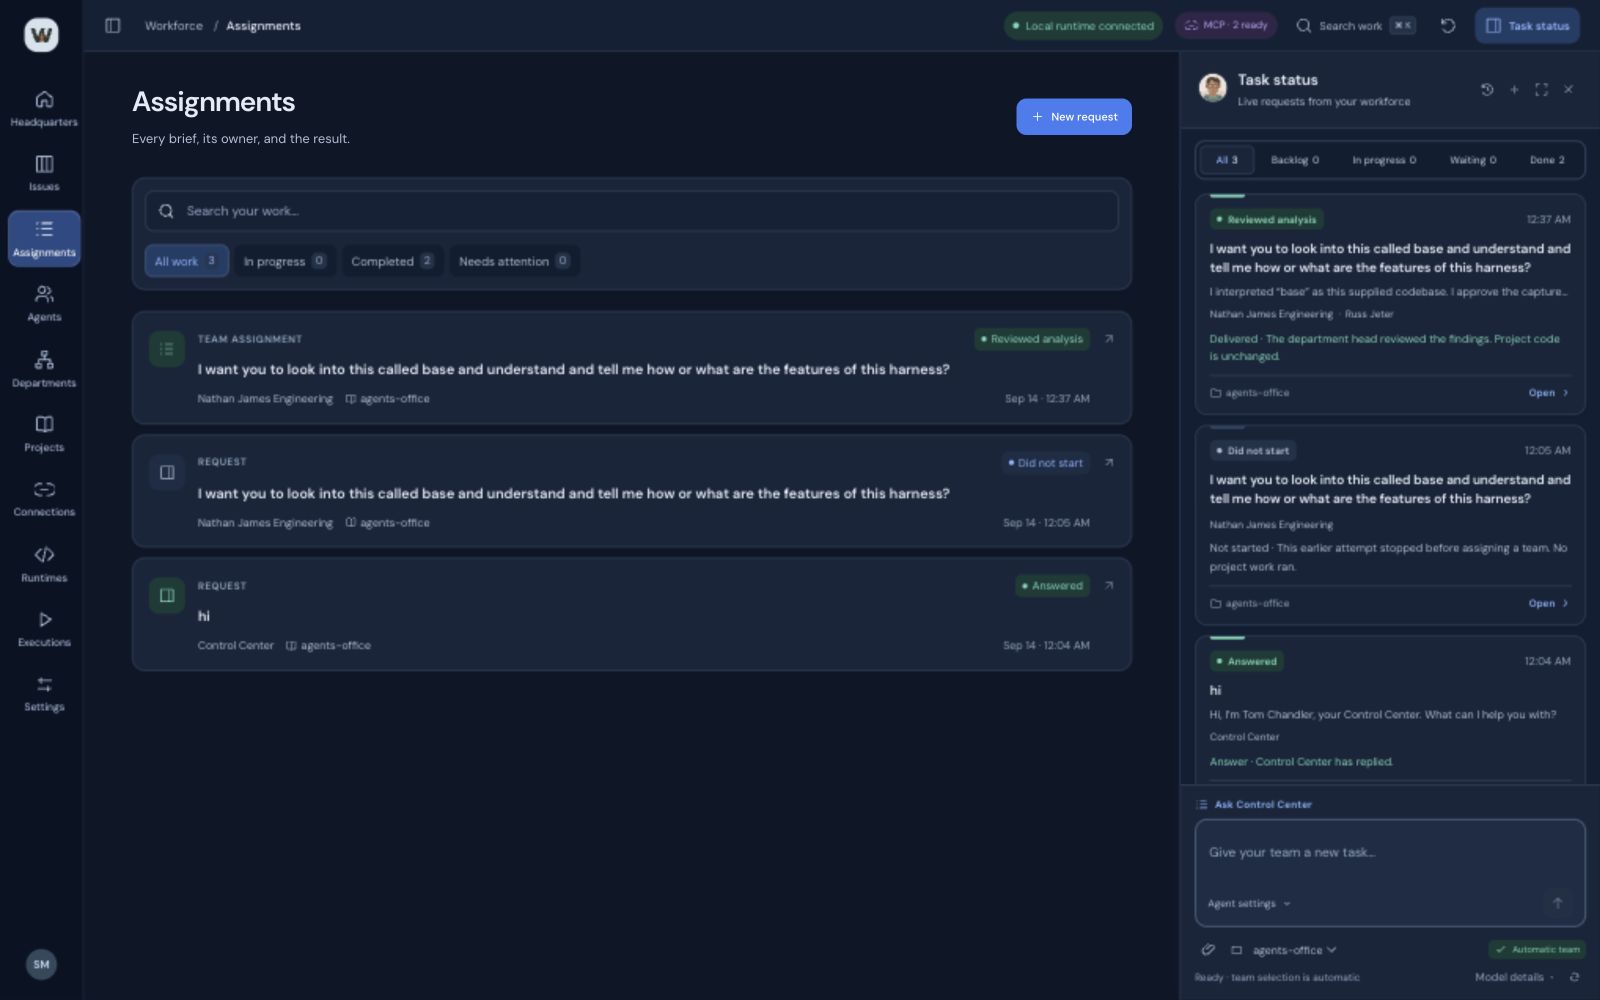 W
Workforce / Assignments
Local runtime connected
MCP · 2 ready
Search work ⌘ K
Task status
Headquarters
Issues
Assignments
Agents
Departments
Projects
Connections
Runtimes
Executions
Settings
SM
Assignments
Every brief, its owner, and the result.
+ New request
Search your work...
All work 3
In progress 0
Completed 2
Needs attention 0
TEAM ASSIGNMENT
Reviewed analysis
I want you to look into this called base and understand and tell me how or what are the features of this harness?
Nathan James Engineering agents-office
Sep 14 · 12:37 AM
REQUEST
Did not start
I want you to look into this called base and understand and tell me how or what are the features of this harness?
Nathan James Engineering agents-office
Sep 14 · 12:05 AM
REQUEST
Answered
hi
Control Center agents-office
Sep 14 · 12:04 AM
Task status
Live requests from your workforce
All 3
Backlog 0
In progress 0
Waiting 0
Done 2
Reviewed analysis
12:37 AM
I want you to look into this called base and understand and
tell me how or what are the features of this harness?
I interpreted “base” as this supplied codebase. I approve the capture...
Nathan James Engineering · Russ Jeter
Delivered · The department head reviewed the findings. Project code
is unchanged.
agents-office
Open
Did not start
12:05 AM
I want you to look into this called base and understand and
tell me how or what are the features of this harness?
Nathan James Engineering
Not started · This earlier attempt stopped before assigning a team. No
project work ran.
agents-office
Open
Answered
12:04 AM
hi
Hi, I'm Tom Chandler, your Control Center. What can I help you with?
Control Center
Answer · Control Center has replied.
Ask Control Center
Give your team a new task...
Agent settings
agents-office
Automatic team
Ready · team selection is automatic
Model details